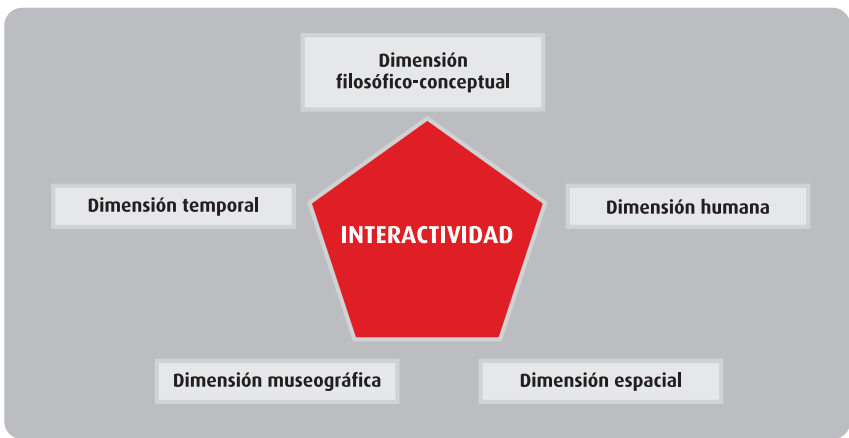 Dimensión
filosófico-conceptual
Dimensión temporal
Dimensión humana
INTERACTIVIDAD
Dimensión museográfica
Dimensión espacial